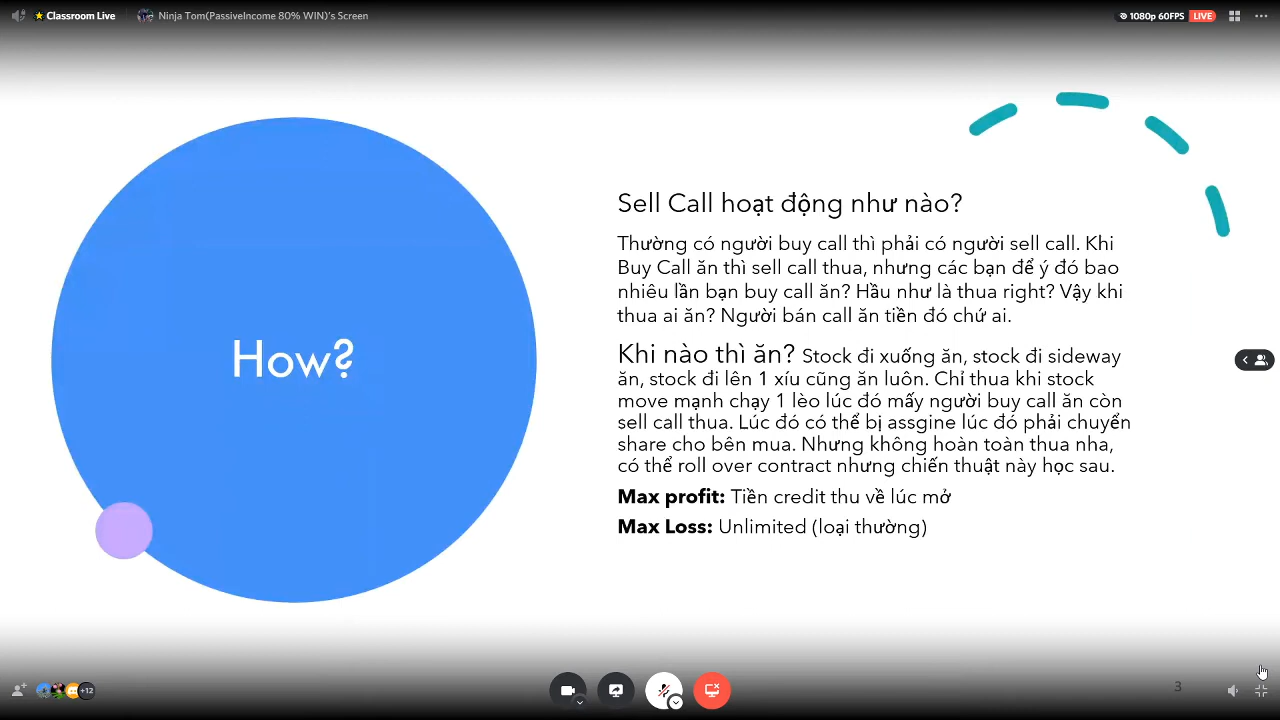 Classroom Live
Ninja Tom(PassiveIncome 80% WIN)'s Screen
1080p 60FPS LIVE
How?
Sell Call hoạt động như nào?
Thường có người buy call thì phải có người sell call. Khi
Buy Call ăn thì sell call thua, nhưng các bạn để ý đó bao
nhiêu lần bạn buy call ăn? Hầu như là thua right? Vậy khi
thua ai ăn? Người bán call ăn tiền đó chứ ai.
Khi nào thì ăn? Stock đi xuống ăn, stock đi sideway
ăn, stock đi lên 1 xíu cũng ăn luôn. Chỉ thua khi stock
move mạnh chạy 1 lèo lúc đó mấy người buy call ăn còn
sell call thua. Lúc đó có thể bị assgine lúc đó phải chuyển
share cho bên mua. Nhưng không hoàn toàn thua nha,
có thể roll over contract nhưng chiến thuật này học sau.
Max profit: Tiền credit thu về lúc mở
Max Loss: Unlimited (loại thường)
+12
3